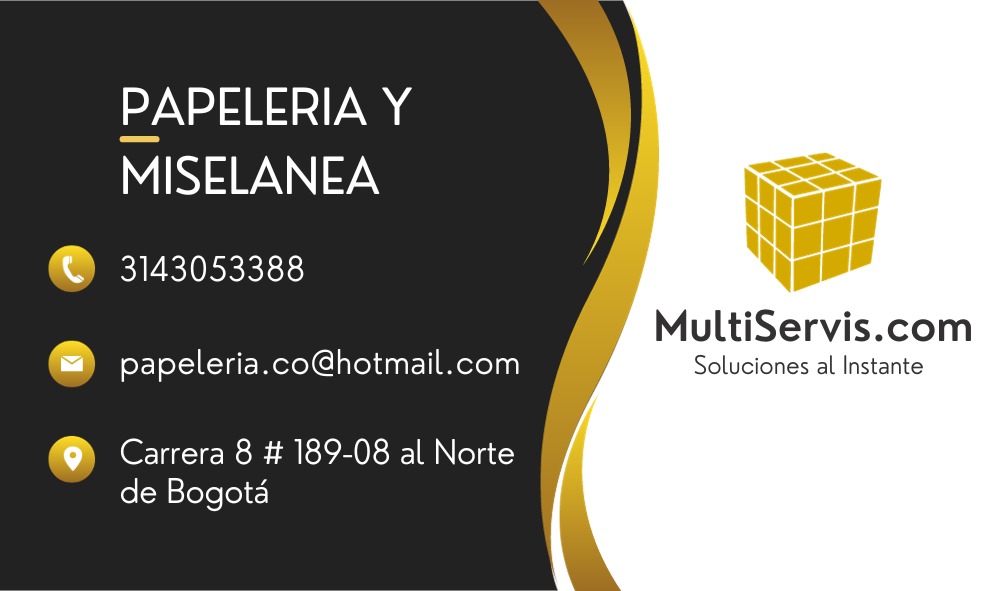 PAPELERIA Y
MISELANEA
3143053388
papeleria.co@hotmail.com
Carrera 8 # 189-08 al Norte
de Bogotá
MultiServis.com
Soluciones al Instante